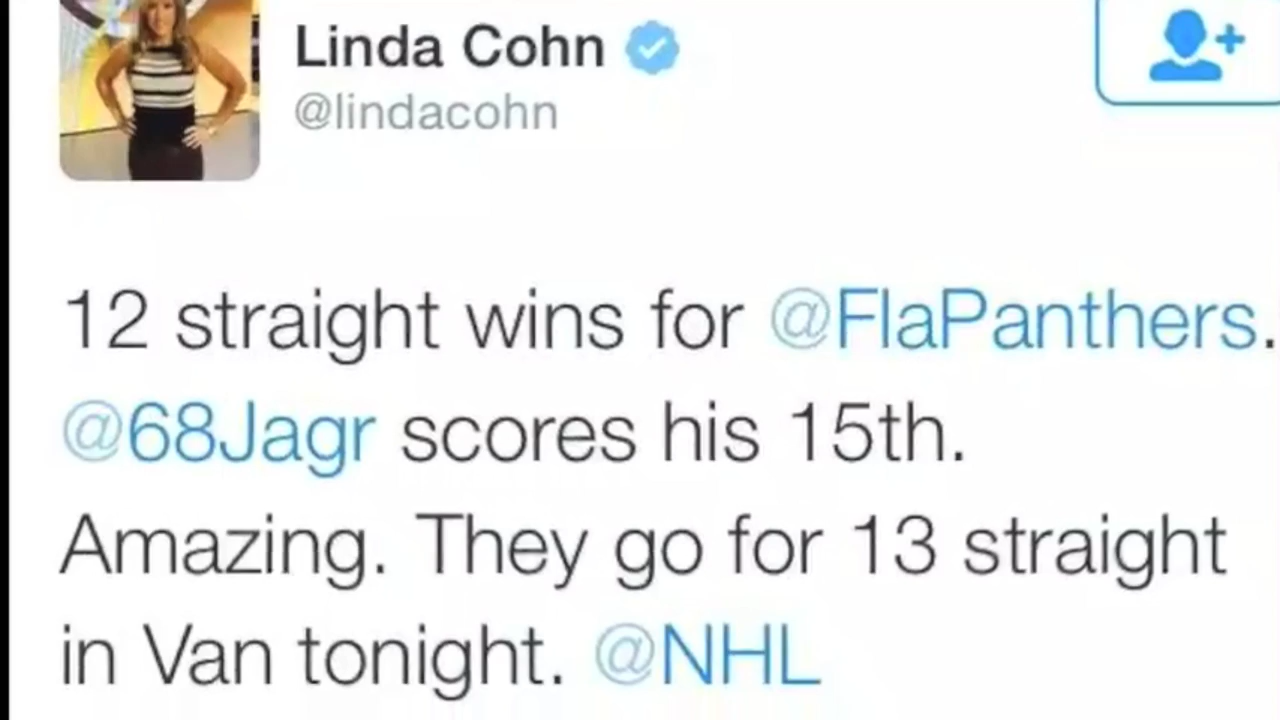 Linda Cohn
@lindacohn
12 straight wins for @FlaPanthers.
@68Jagr scores his 15th.
Amazing. They go for 13 straight
in Van tonight. @NHL